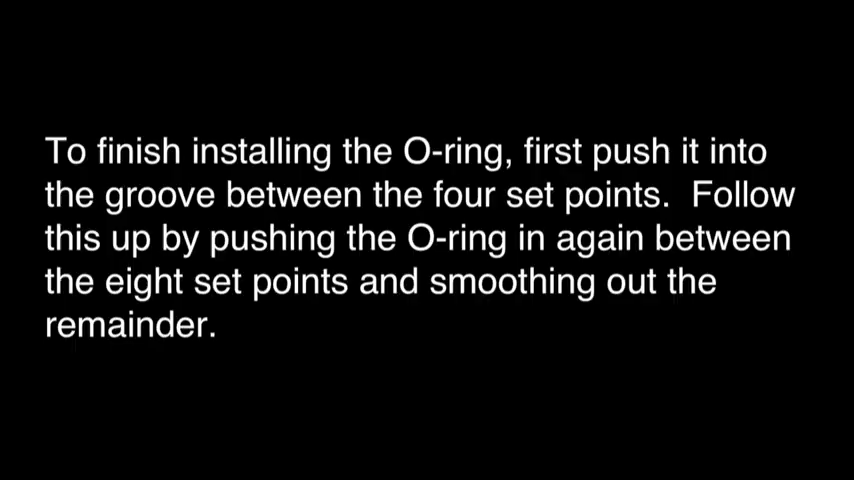 To finish installing the O-ring, first push it into
the groove between the four set points.  Follow
this up by pushing the O-ring in again between
the eight set points and smoothing out the
remainder.